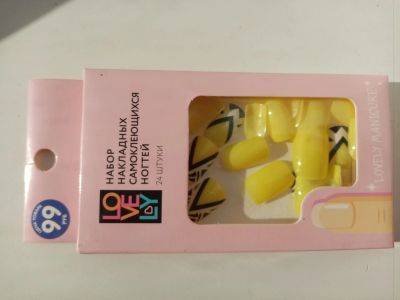 НАБОР
НАКЛАДНЫХ
САМОКЛЕЮЩИХСЯ
НОГТЕЙ
24 ШТУКИ
LO
VE
LY
LOVELY MANICURE
99
РУБ